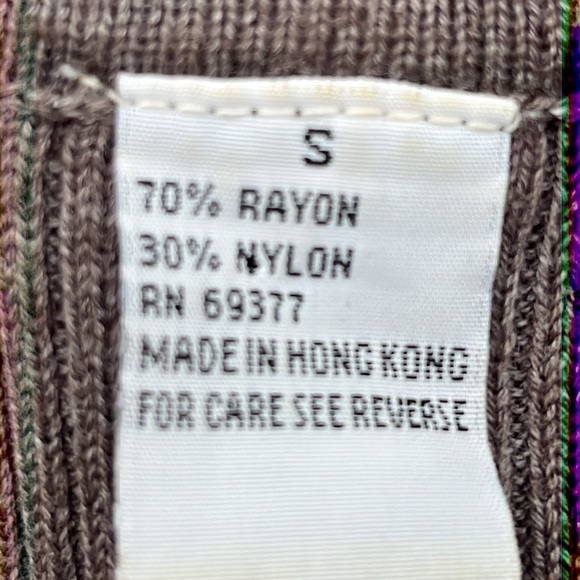 S
70% RAYON
30% NYLON
RN 69377
MADE IN HONG KONG
FOR CARE SEE REVERSE